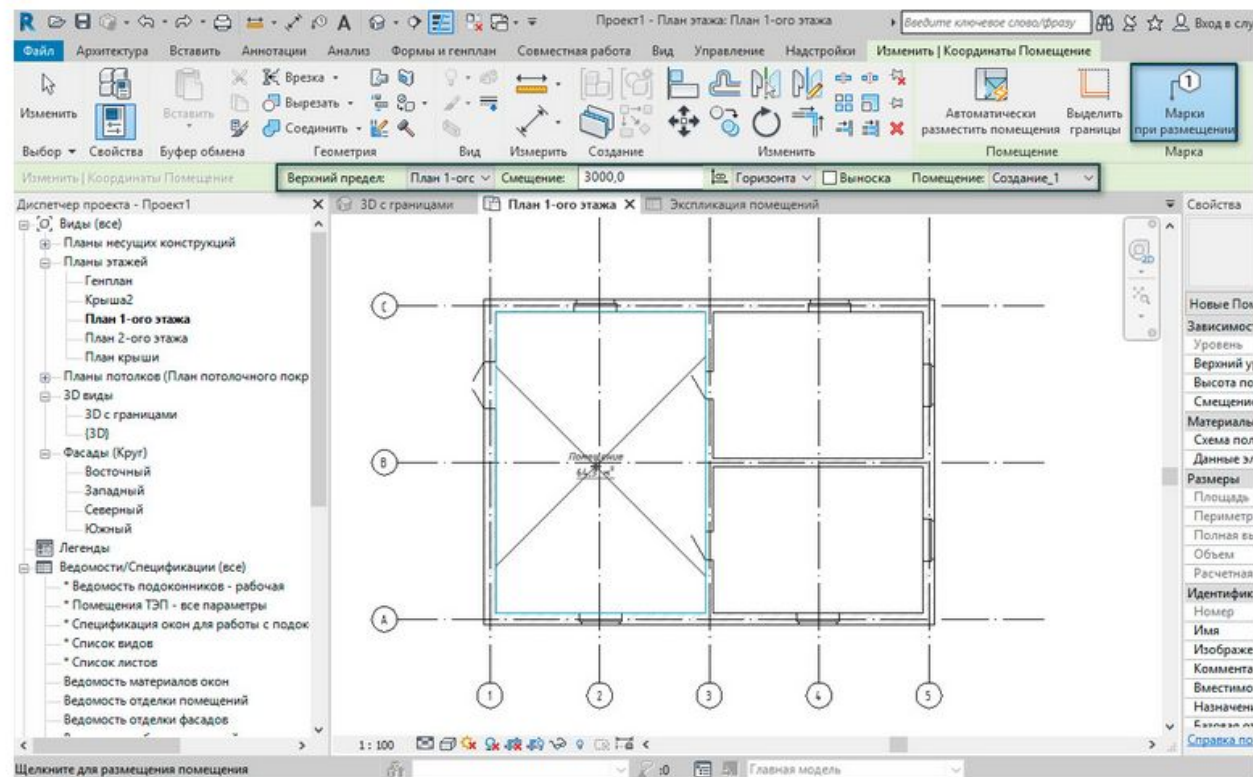 Проект1 - План этажа: План 1-ого этажа
Введите ключевое слово/фразу
Вход в слу
Файл Архитектура Вставить Аннотации Анализ Формы и генплан Совместная работа Вид Управление Надстройки Изменить | Координаты Помещение
Изменить
Вставить
Врезка
Вырезать
Соединить
Автоматически разместить помещения
Выделить границы
Марки при размещении
Выбор Свойства Буфер обмена Геометрия Вид Измерить Создание Изменить Помещение Марка
Изменить | Координаты Помещение Верхний предел: План 1-ого Смещение: 3000,0 Горизонта Выноска Помещение: Создание_1
Диспетчер проекта - Проект1
3D с границами План 1-ого этажа Экспликация помещений
Свойства
Виды (все)
Планы несущих конструкций
Планы этажей
Генплан
Крыша2
План 1-ого этажа
План 2-ого этажа
План крыши
Планы потолков (План потолочного покр
3D виды
3D с границами
{3D}
Фасады (Круг)
Восточный
Западный
Северный
Южный
Легенды
Ведомости/Спецификации (все)
* Ведомость подоконников - рабочая
* Помещения ТЭП - все параметры
* Спецификация окон для работы с подок
* Список видов
* Список листов
Ведомость материалов окон
Ведомость отделки помещений
Ведомость отделки фасадов
C
B
A
Помещение
1 2 3 4 5
2D
Новые По
Зависимос
Уровень
Верхний у
Высота по
Смещение
Материалы
Схема пол
Данные эл
Размеры
Площадь
Периметр
Полная вы
Объем
Расчетная
Идентифик
Номер
Имя
Изображе
Коммента
Вместимо
Назначени
Справка по
1 : 100
Щелкните для размещения помещения
:0
Главная модель